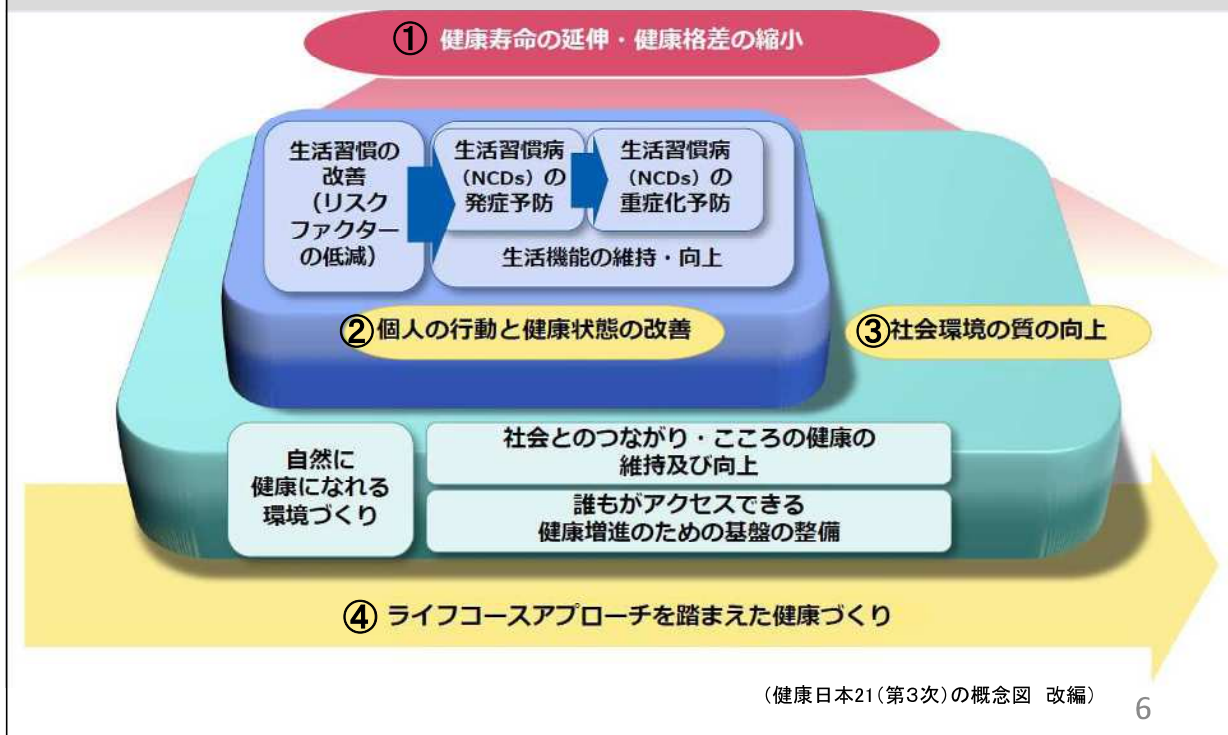 ① 健康寿命の延伸・健康格差の縮小
生活習慣の
改善
（リスク
ファクター
の低減）
生活習慣病
（NCDs）の
発症予防
生活習慣病
（NCDs）の
重症化予防
生活機能の維持・向上
②個人の行動と健康状態の改善
③社会環境の質の向上
自然に
健康になれる
環境づくり
社会とのつながり・こころの健康の
維持及び向上
誰もがアクセスできる
健康増進のための基盤の整備
④ ライフコースアプローチを踏まえた健康づくり
（健康日本21（第３次）の概念図　改編）
6